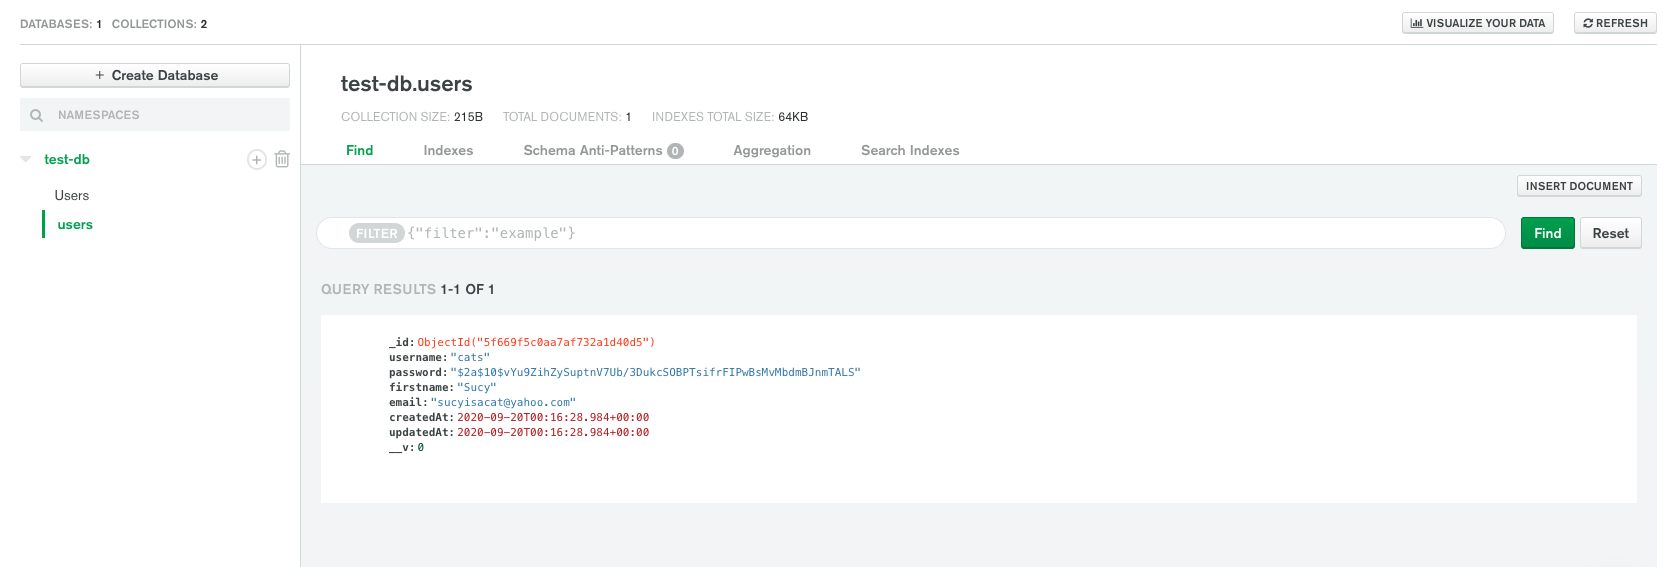 DATABASES: 1 COLLECTIONS: 2
VISUALIZE YOUR DATA
REFRESH
+ Create Database
NAMESPACES
test-db
Users
users
test-db.users
COLLECTION SIZE: 215B TOTAL DOCUMENTS: 1 INDEXES TOTAL SIZE: 64KB
Find Indexes Schema Anti-Patterns 0 Aggregation Search Indexes
INSERT DOCUMENT
FILTER {"filter":"example"}
Find Reset
QUERY RESULTS 1-1 OF 1
_id: ObjectId("5f669f5c0aa7af732a1d40d5")
username: "cats"
password: "$2a$10$vYu9ZihZySuptnV7Ub/3DukcSOBPTsifrFIPwBsMvMbdmBJnmTALS"
firstname: "Sucy"
email: "sucyisacat@yahoo.com"
createdAt: 2020-09-20T00:16:28.984+00:00
updatedAt: 2020-09-20T00:16:28.984+00:00
__v: 0